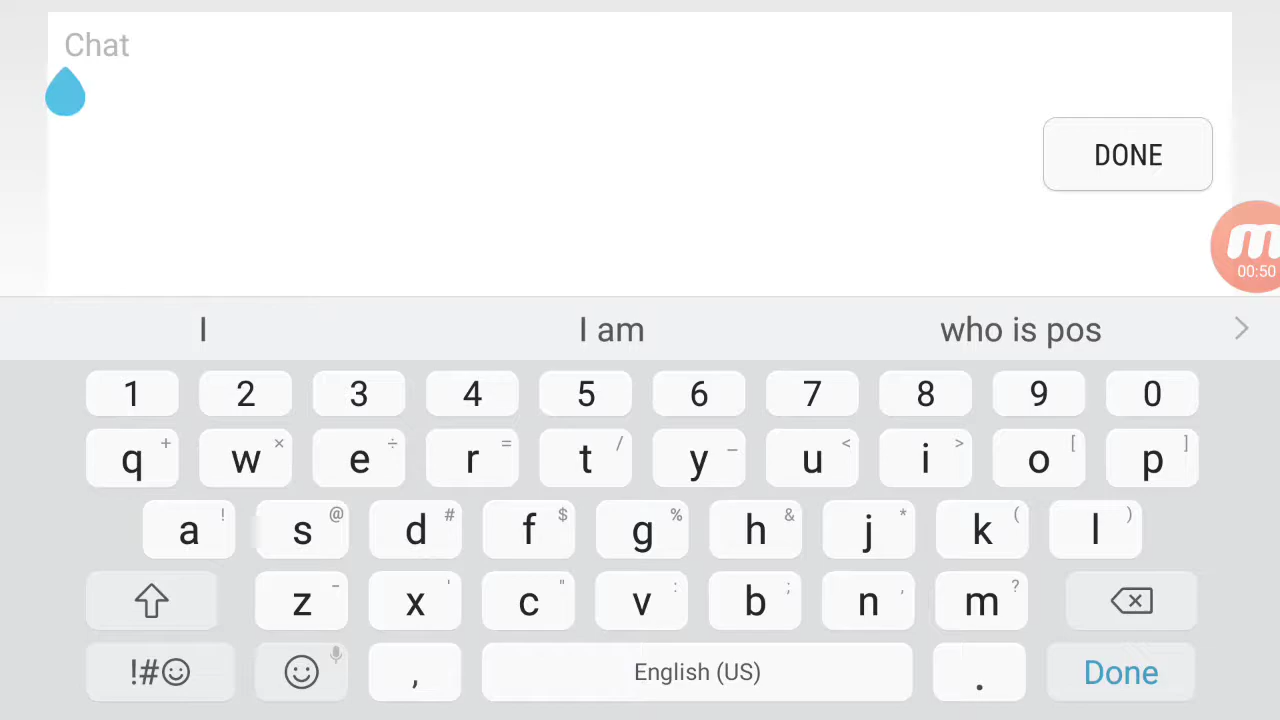 Chat
DONE
m
00:50
I
I am
who is pos
1 2 3 4 5 6 7 8 9 0
q + w × e ÷ r = t / y _ u < i > o [ p ]
a ! s @ d # f $ g % h & j * k ( l )
z - x ' c " v : b ; n , m ?
!#☺ , English (US) . Done